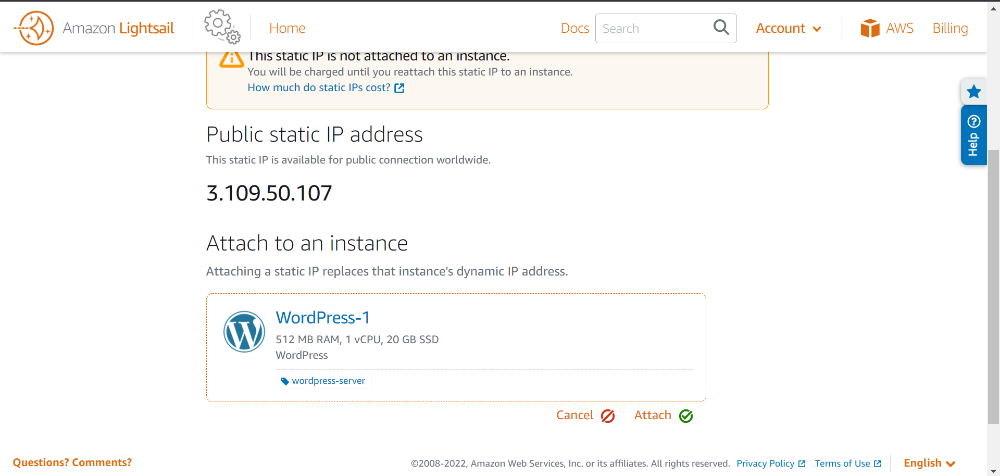 Amazon Lightsail
Home
Docs
Search
Account
AWS
Billing
This static IP is not attached to an instance.
You will be charged until you reattach this static IP to an instance.
How much do static IPs cost?
Help
Public static IP address
This static IP is available for public connection worldwide.
3.109.50.107
Attach to an instance
Attaching a static IP replaces that instance's dynamic IP address.
WordPress-1
512 MB RAM, 1 vCPU, 20 GB SSD
WordPress
wordpress-server
Cancel
Attach
Questions? Comments?
©2008-2022, Amazon Web Services, Inc. or its affiliates. All rights reserved.
Privacy Policy
Terms of Use
English